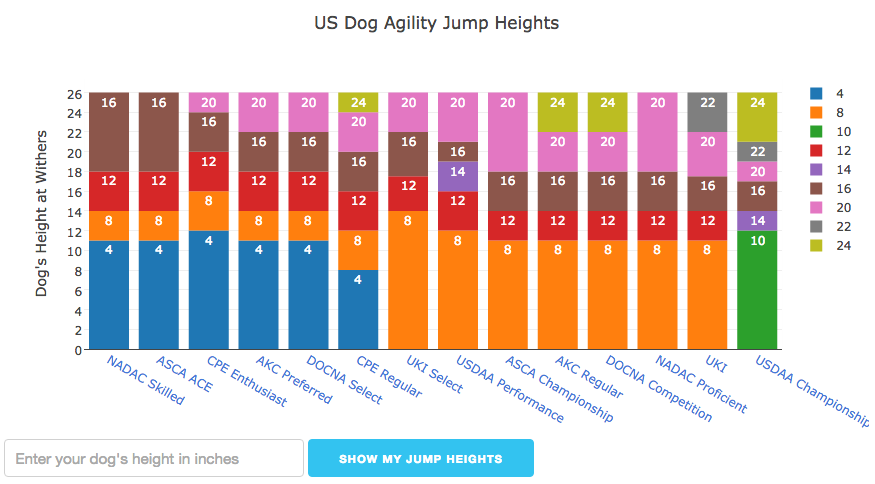 US Dog Agility Jump Heights
Dog's Height at Withers
26
24
22
20
18
16
14
12
10
8
6
4
2
0
16 16 20 20 20 24 20 20 20 24 24 20 22 24
12 12 16 16 16 20 16 16 16 20 20 16 20 22
8 8 12 12 12 16 12 14 12 16 16 12 16 20
4 4 8 8 8 12 8 12 8 12 12 8 12 16
4 4 4 8 8 8 8 8 14
4 10
4
8
10
12
14
16
20
22
24
NADAC Skilled
ASCA ACE
CPE Enthusiast
AKC Preferred
DOCNA Select
CPE Regular
UKI Select
USDAA Performance
ASCA Championship
AKC Regular
DOCNA Competition
NADAC Proficient
UKI
USDAA Championship
Enter your dog's height in inches
SHOW MY JUMP HEIGHTS